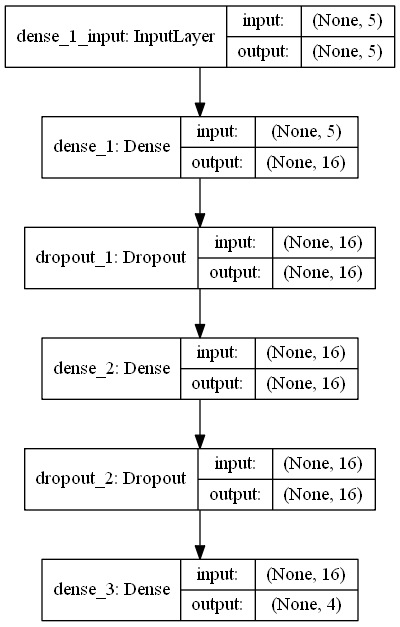 dense_1_input: InputLayer input: (None, 5)
output: (None, 5)
dense_1: Dense input: (None, 5)
output: (None, 16)
dropout_1: Dropout input: (None, 16)
output: (None, 16)
dense_2: Dense input: (None, 16)
output: (None, 16)
dropout_2: Dropout input: (None, 16)
output: (None, 16)
dense_3: Dense input: (None, 16)
output: (None, 4)